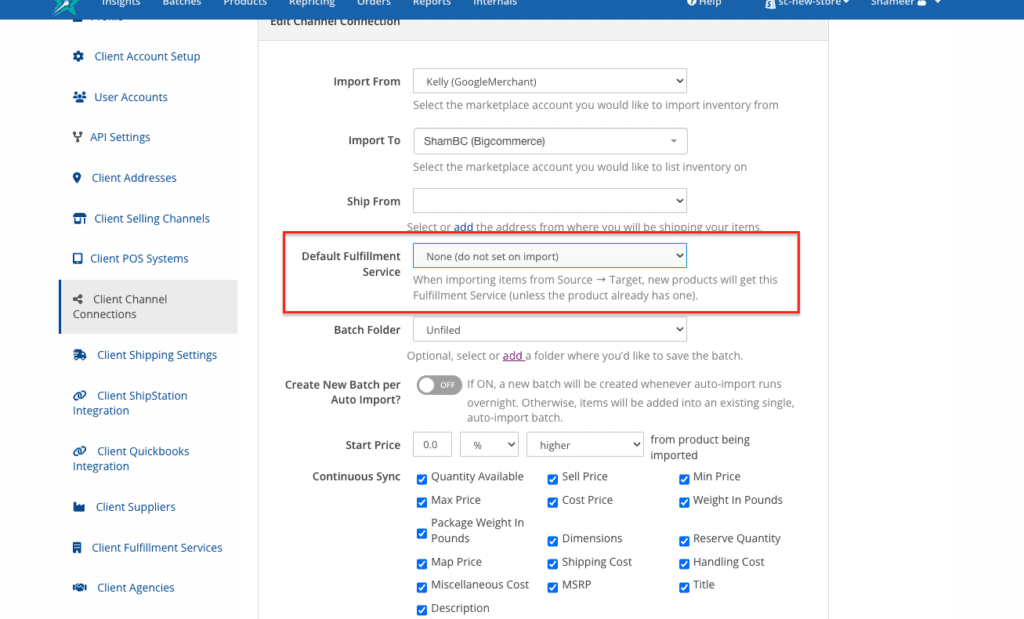 Insights Batches Products Repricing Orders Reports Internals Help sc-new-store Shameer
Profile
Edit Channel Connection
Client Account Setup
User Accounts
API Settings
Client Addresses
Client Selling Channels
Client POS Systems
Client Channel
Connections
Client Shipping Settings
Client ShipStation
Integration
Client Quickbooks
Integration
Client Suppliers
Client Fulfillment Services
Client Agencies
Import From Kelly (GoogleMerchant)
Select the marketplace account you would like to import inventory from
Import To ShamBC (Bigcommerce)
Select the marketplace account you would like to list inventory on
Ship From
Select or add the address from where you will be shipping your items.
Default Fulfillment
Service
None (do not set on import)
When importing items from Source → Target, new products will get this
Fulfillment Service (unless the product already has one).
Batch Folder Unfiled
Optional, select or add a folder where you'd like to save the batch.
Create New Batch per
Auto Import?
OFF If ON, a new batch will be created whenever auto-import runs
overnight. Otherwise, items will be added into an existing single,
auto-import batch.
Start Price 0.0 % higher from product being
imported
Continuous Sync Quantity Available Sell Price Min Price
Max Price Cost Price Weight In Pounds
Package Weight In
Pounds Dimensions Reserve Quantity
Map Price Shipping Cost Handling Cost
Miscellaneous Cost MSRP Title
Description